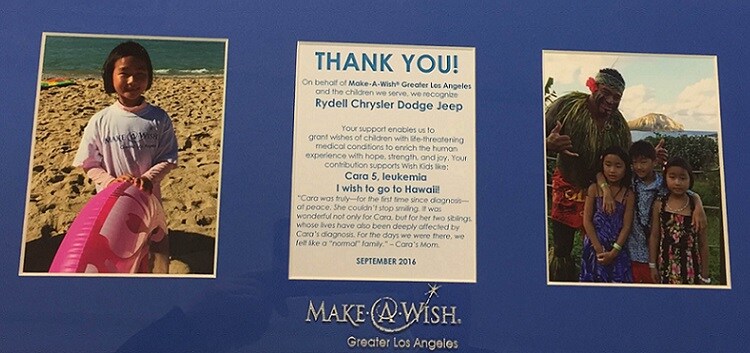 MAKE·A·WISH
THANK YOU!
On behalf of Make-A-Wish® Greater Los Angeles
and the children we serve, we recognize
Rydell Chrysler Dodge Jeep
Your support enables us to
grant wishes of children with life-threatening
medical conditions to enrich the human
experience with hope, strength, and joy. Your
contribution supports Wish Kids like:
Cara 5, leukemia
I wish to go to Hawaii!
"Cara was truly—for the first time since diagnosis—
at peace. She couldn't stop smiling. It was
wonderful not only for Cara, but for her two siblings,
whose lives have also been deeply affected by
Cara's diagnosis. For the days we were there, we
felt like a "normal" family." – Cara's Mom.
SEPTEMBER 2016
MAKE·A·WISH®
Greater Los Angeles